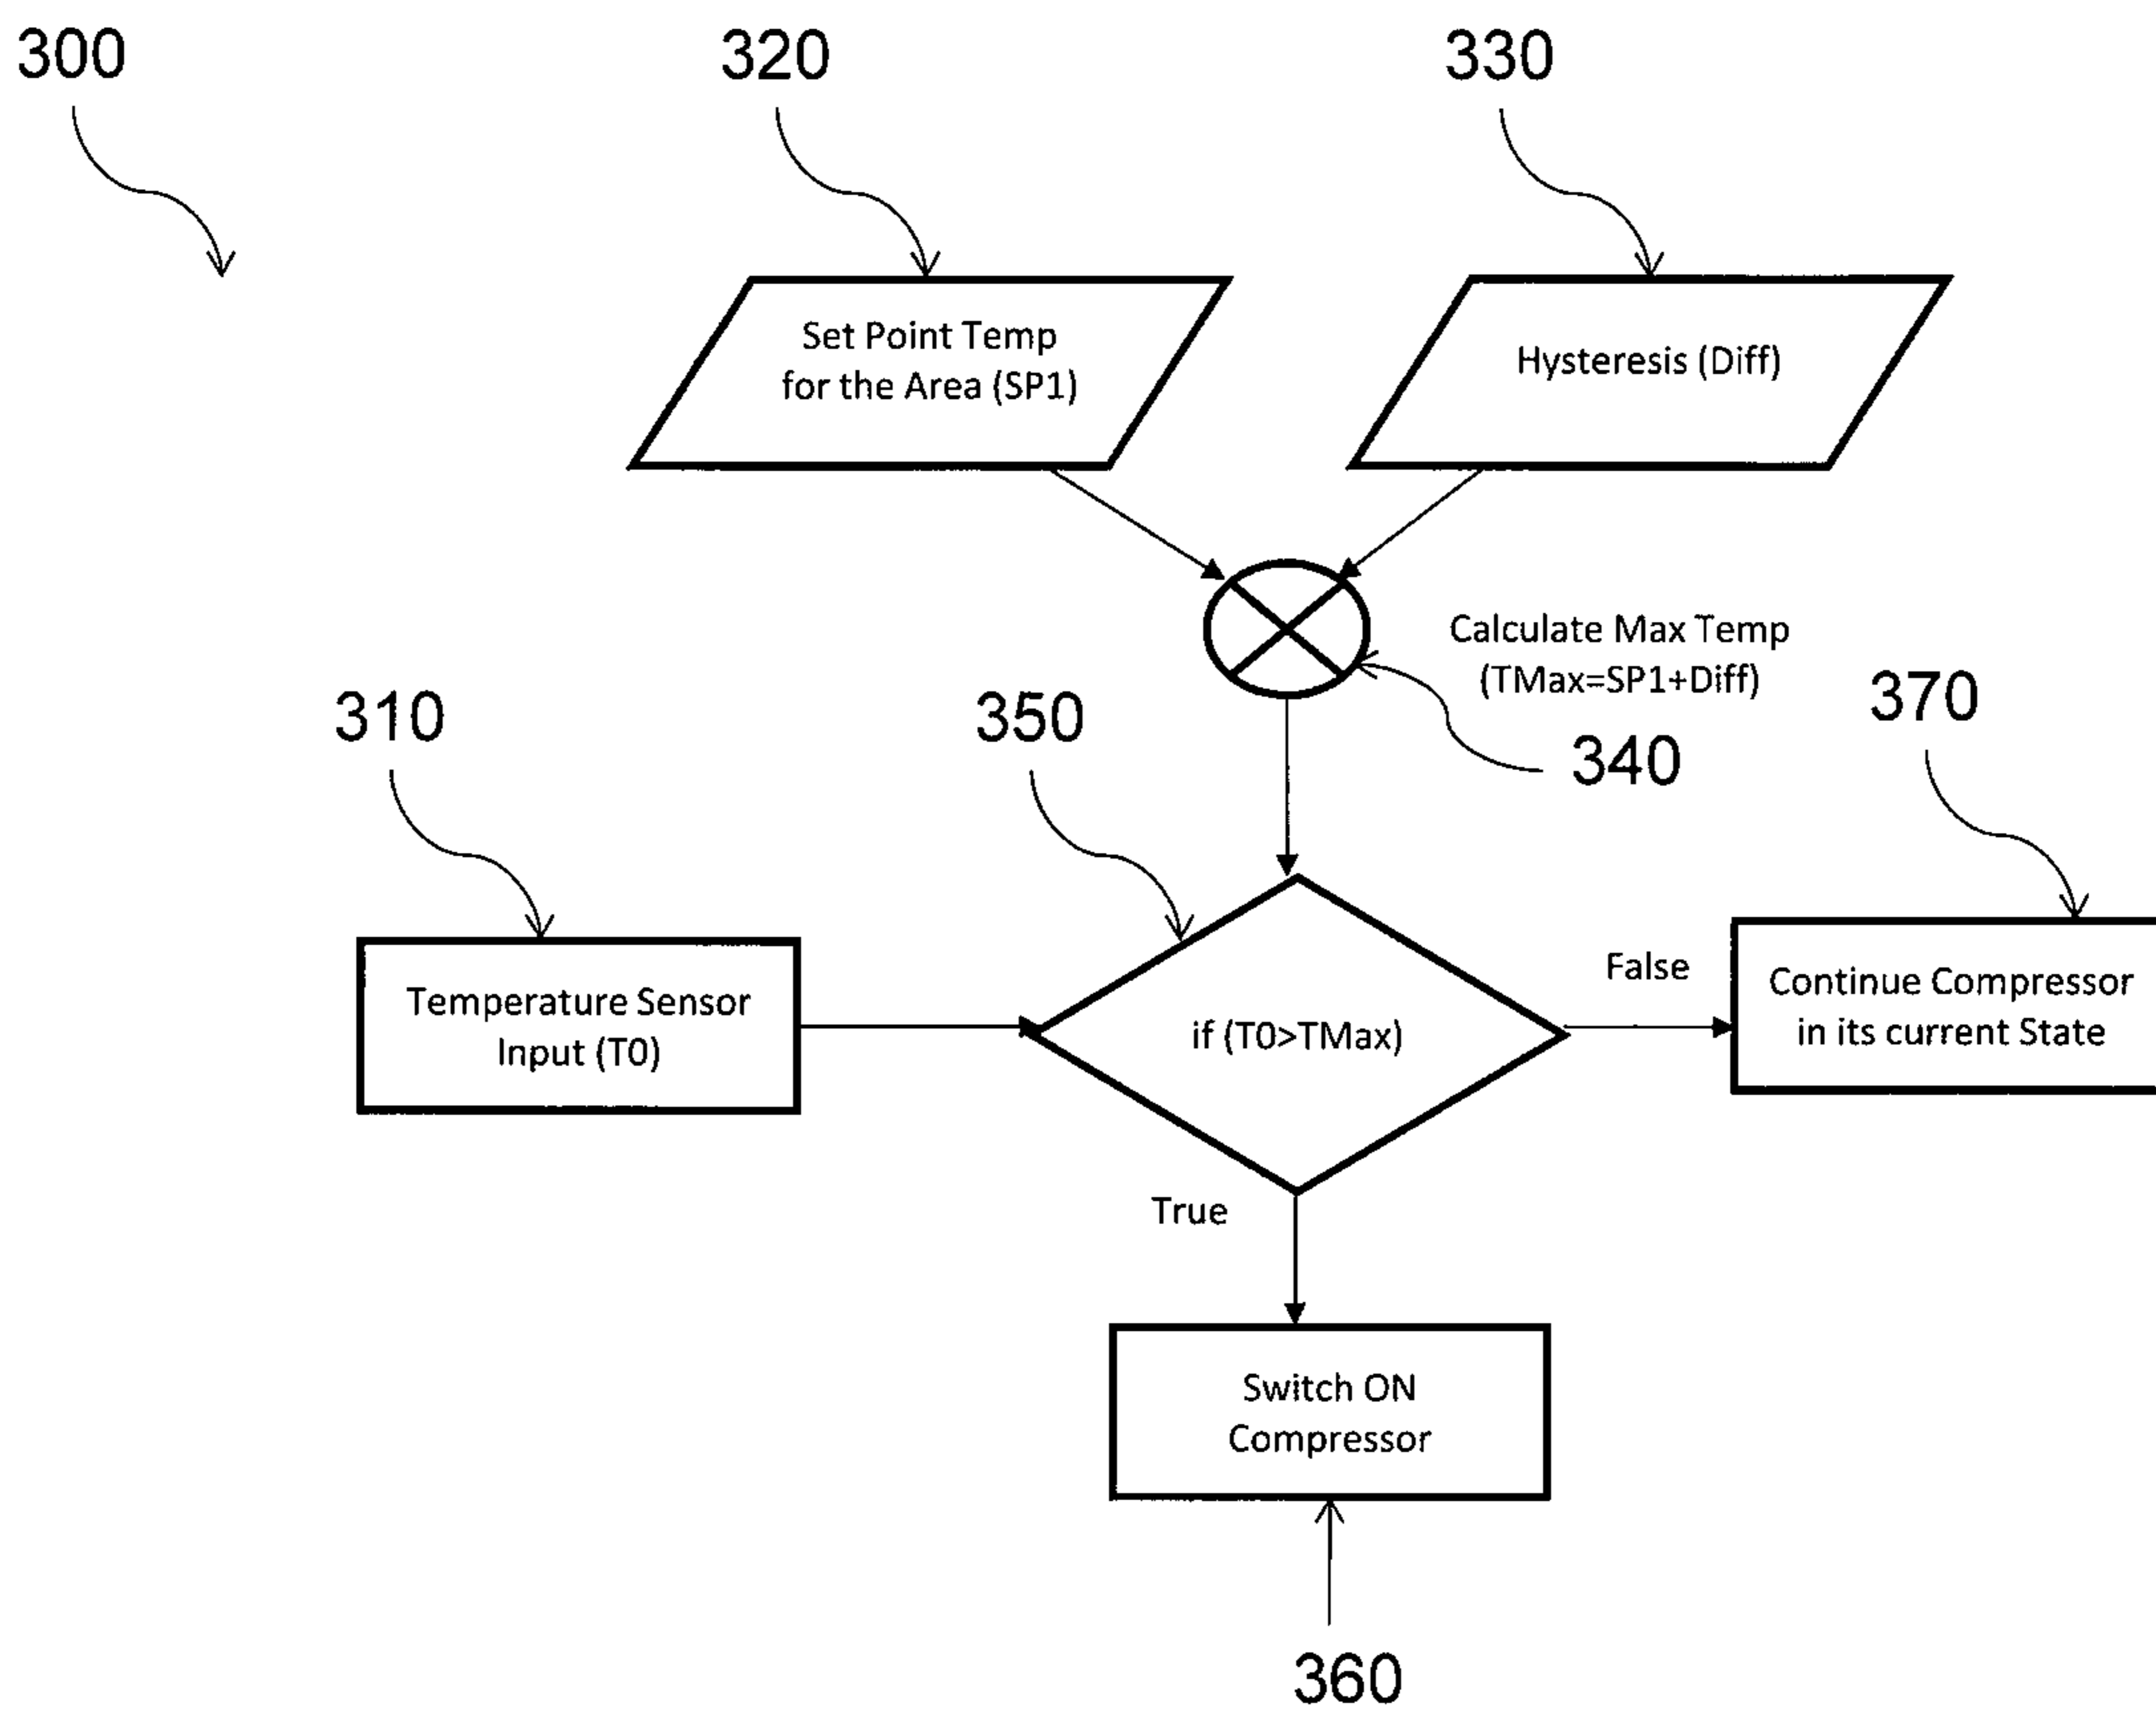 300
320
330
Set Point Temp
for the Area (SP1)
Hysteresis (Diff)
Calculate Max Temp
(TMax=SP1+Diff)
310
350
340
370
Temperature Sensor
Input (T0)
if (T0>TMax)
False
Continue Compressor
in its current State
True
Switch ON
Compressor
360